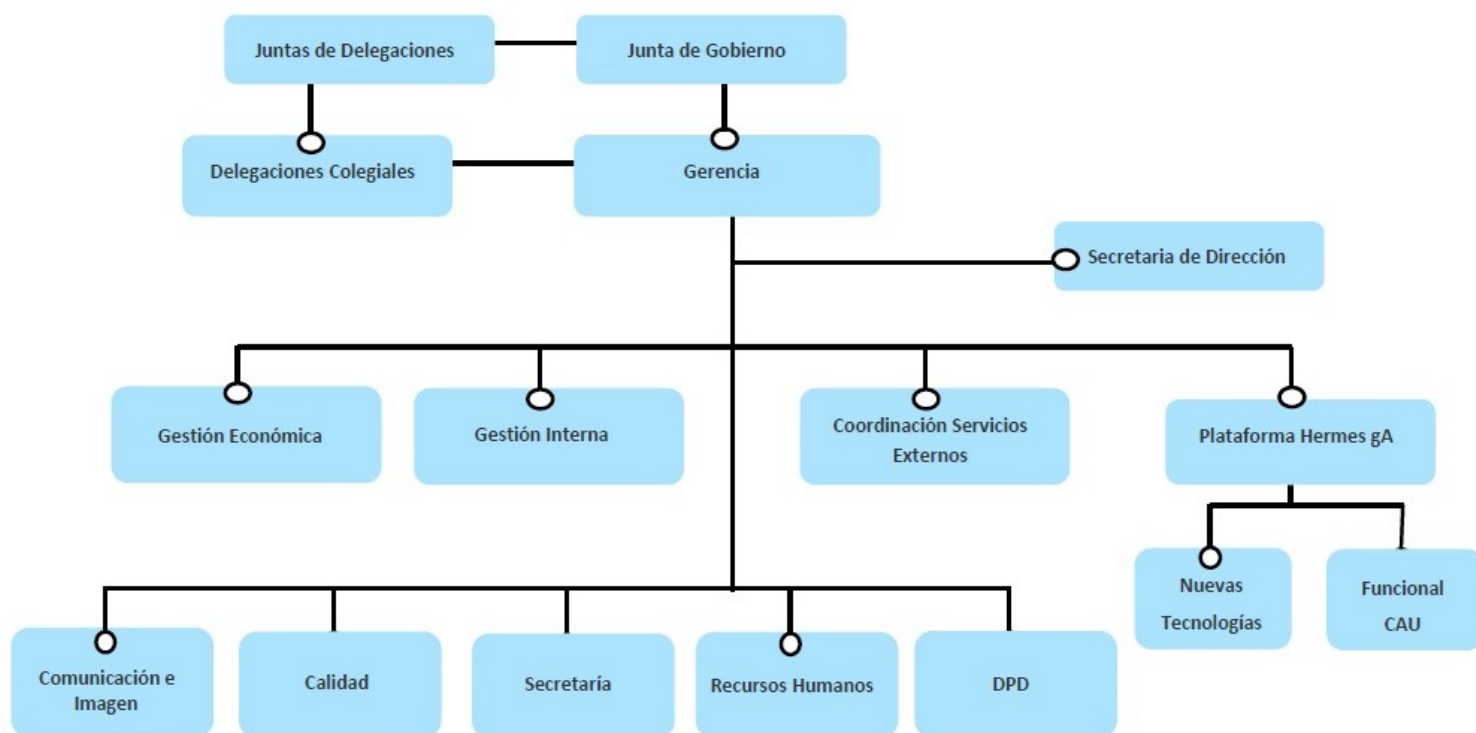 Juntas de Delegaciones
Junta de Gobierno
Delegaciones Colegiales
Gerencia
Secretaria de Dirección
Gestión Económica
Gestión Interna
Coordinación Servicios
Externos
Plataforma Hermes gA
Nuevas
Tecnologías
Funcional
CAU
Comunicación e
Imagen
Calidad
Secretaría
Recursos Humanos
DPD